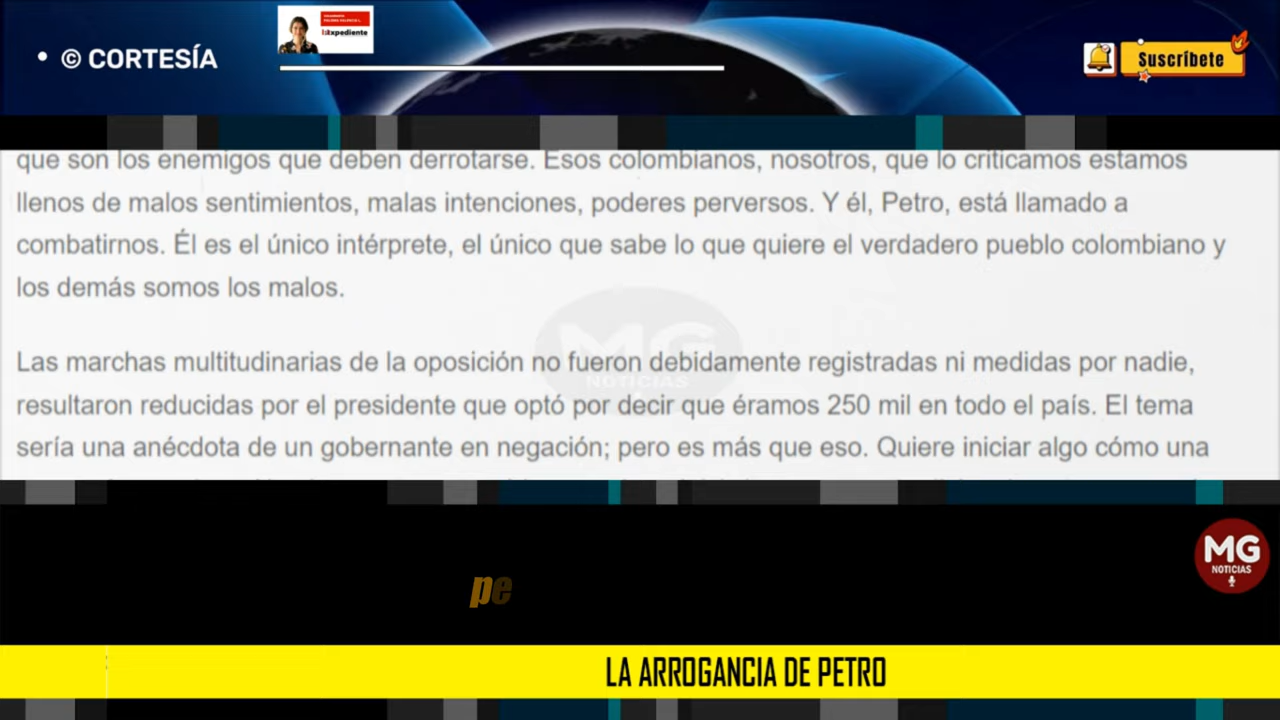 • © CORTESÍA
Expediente
Suscríbete
que son los enemigos que deben derrotarse. Esos colombianos, nosotros, que lo criticamos estamos
llenos de malos sentimientos, malas intenciones, poderes perversos. Y él, Petro, está llamado a
combatirnos. Él es el único intérprete, el único que sabe lo que quiere el verdadero pueblo colombiano y
los demás somos los malos.
MG
NOTICIAS
Las marchas multitudinarias de la oposición no fueron debidamente registradas ni medidas por nadie,
resultaron reducidas por el presidente que optó por decir que éramos 250 mil en todo el país. El tema
sería una anécdota de un gobernante en negación; pero es más que eso. Quiere iniciar algo cómo una
MG
NOTICIAS
pe
LA ARROGANCIA DE PETRO